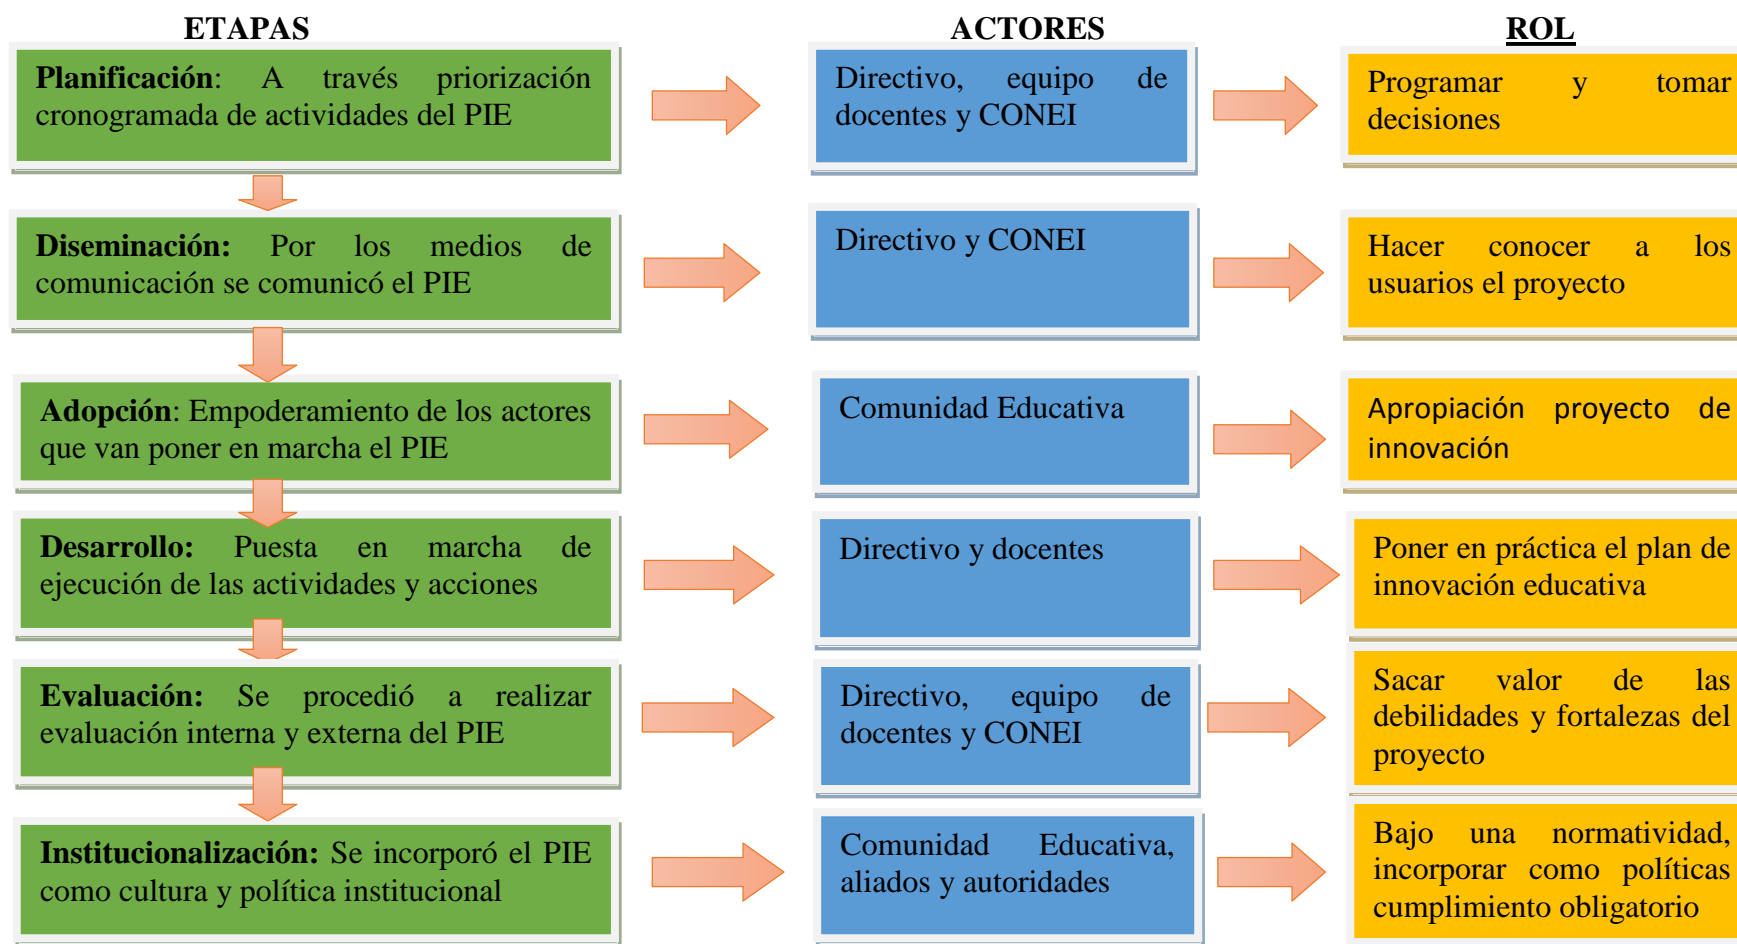 ETAPAS ACTORES ROL
Planificación: A través priorización
cronogramada de actividades del PIE
Directivo, equipo de
docentes y CONEI
Programar y tomar
decisiones
Diseminación: Por los medios de
comunicación se comunicó el PIE
Directivo y CONEI
Hacer conocer a los
usuarios el proyecto
Adopción: Empoderamiento de los actores
que van poner en marcha el PIE
Comunidad Educativa
Apropiación proyecto de
innovación
Desarrollo: Puesta en marcha de
ejecución de las actividades y acciones
Directivo y docentes
Poner en práctica el plan de
innovación educativa
Evaluación: Se procedió a realizar
evaluación interna y externa del PIE
Directivo, equipo de
docentes y CONEI
Sacar valor de las
debilidades y fortalezas del
proyecto
Institucionalización: Se incorporó el PIE
como cultura y política institucional
Comunidad Educativa,
aliados y autoridades
Bajo una normatividad,
incorporar como políticas
cumplimiento obligatorio